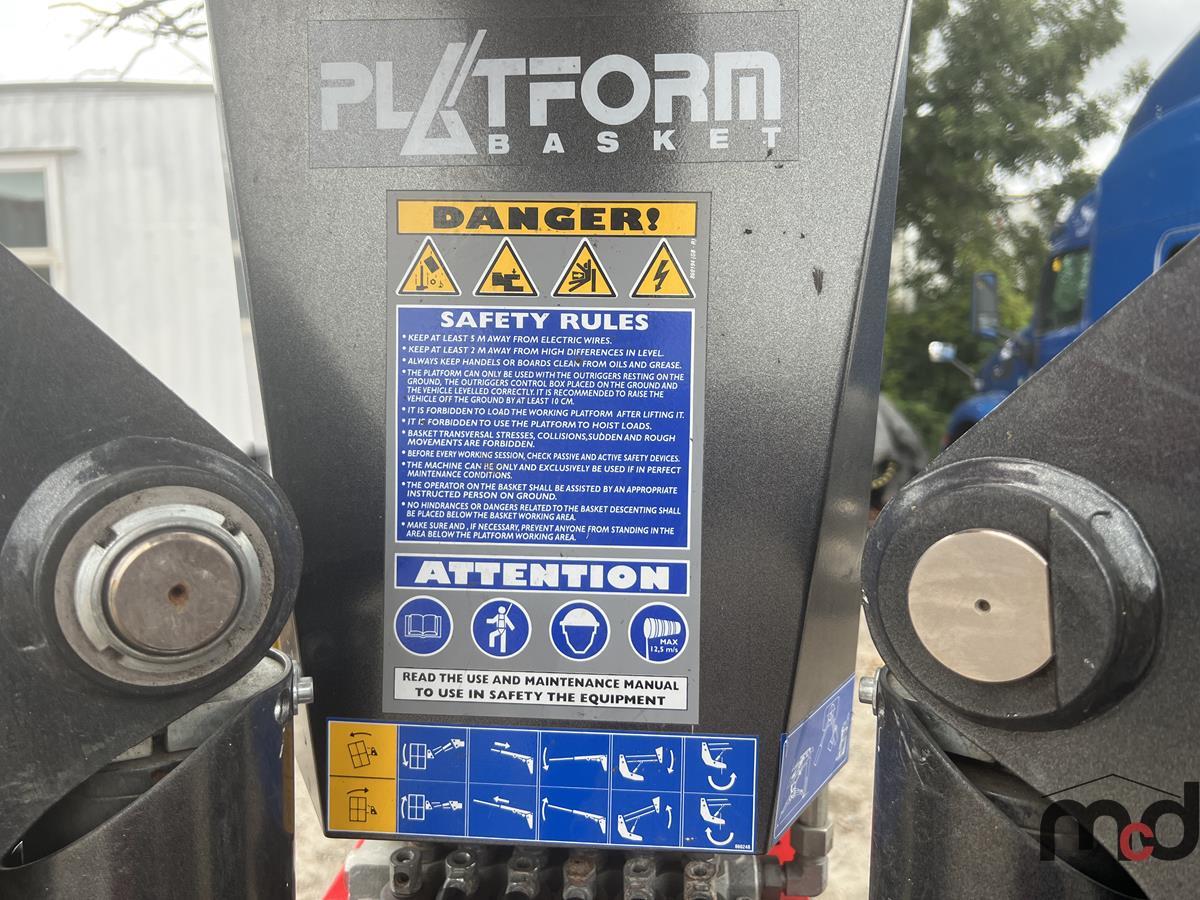 PLATFORM
BASKET
DANGER!
860194 (GB - R)
SAFETY RULES
• KEEP AT LEAST 5 M AWAY FROM ELECTRIC WIRES.
• KEEP AT LEAST 2 M AWAY FROM HIGH DIFFERENCES IN LEVEL.
• ALWAYS KEEP HANDELS OR BOARDS CLEAN FROM OILS AND GREASE.
• THE PLATFORM CAN ONLY BE USED WITH THE OUTRIGGERS RESTING ON THE
GROUND, THE OUTRIGGERS CONTROL BOX PLACED ON THE GROUND AND
THE VEHICLE LEVELLED CORRECTLY. IT IS RECOMMENDED TO RAISE THE
VEHICLE OFF THE GROUND BY AT LEAST 10 CM.
• IT IS FORBIDDEN TO LOAD THE WORKING PLATFORM AFTER LIFTING IT.
• IT IS FORBIDDEN TO USE THE PLATFORM TO HOIST LOADS.
• BASKET TRANSVERSAL STRESSES, COLLISIONS, SUDDEN AND ROUGH
MOVEMENTS ARE FORBIDDEN.
• BEFORE EVERY WORKING SESSION, CHECK PASSIVE AND ACTIVE SAFETY DEVICES.
• THE MACHINE CAN BE ONLY AND EXCLUSIVELY BE USED IF IN PERFECT
MAINTENANCE CONDITIONS.
• THE OPERATOR ON THE BASKET SHALL BE ASSISTED BY AN APPROPRIATE
INSTRUCTED PERSON ON GROUND.
• NO HINDRANCES OR DANGERS RELATED TO THE BASKET DESCENTING SHALL
BE PLACED BELOW THE BASKET WORKING AREA.
• MAKE SURE AND , IF NECESSARY, PREVENT ANYONE FROM STANDING IN THE
AREA BELOW THE PLATFORM WORKING AREA.
ATTENTION
MAX
12,5 m/s
READ THE USE AND MAINTENANCE MANUAL
TO USE IN SAFETY THE EQUIPMENT
860248
mcd